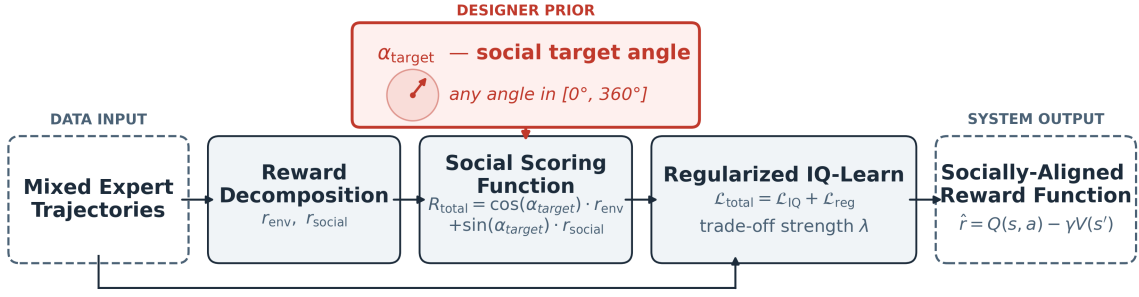 DESIGNER PRIOR
α_target — social target angle
any angle in [0°, 360°]
DATA INPUT
Mixed Expert
Trajectories
Reward
Decomposition
r_env, r_social
Social Scoring
Function
R_total = cos(α_target) · r_env
+sin(α_target) · r_social
Regularized IQ-Learn
ℒ_total = ℒ_IQ + ℒ_reg
trade-off strength λ
SYSTEM OUTPUT
Socially-Aligned
Reward Function
r̂ = Q(s, a) − γV(s′)